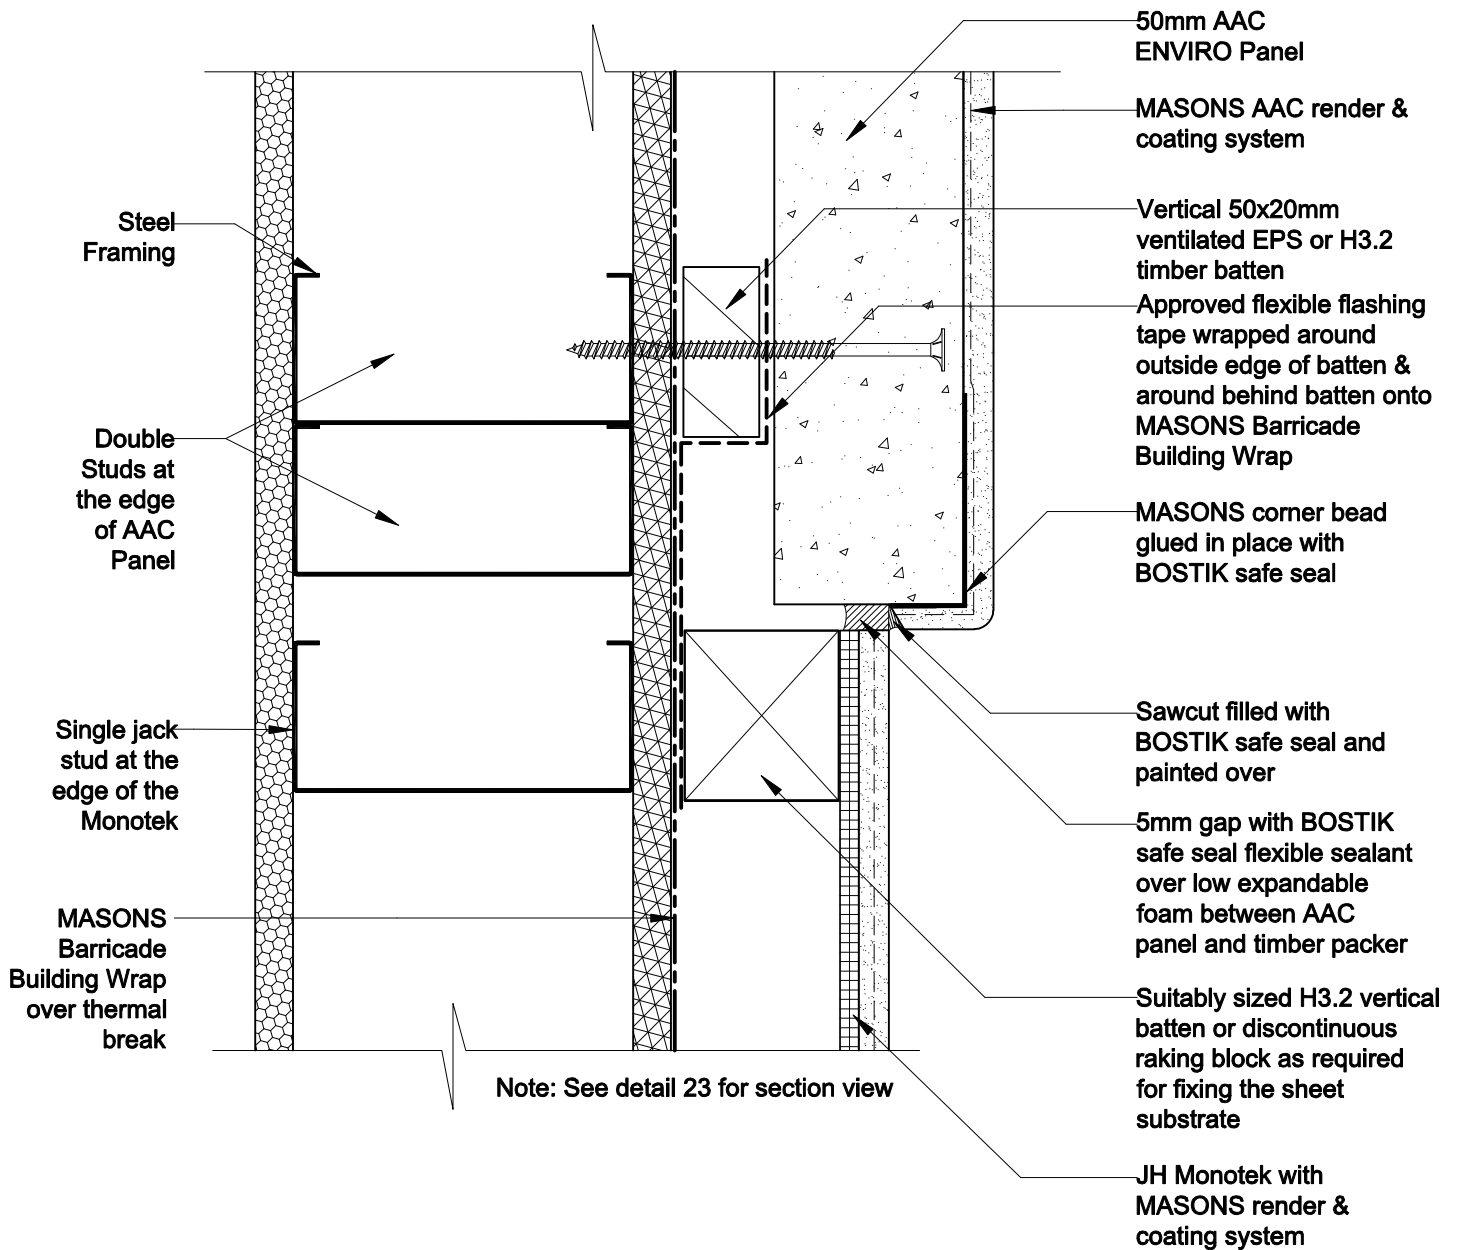 Steel
Framing
Double
Studs at
the edge
of AAC
Panel
Single jack
stud at the
edge of the
Monotek
MASONS
Barricade
Building Wrap
over thermal
break
50mm AAC
ENVIRO Panel
MASONS AAC render &
coating system
Vertical 50x20mm
ventilated EPS or H3.2
timber batten
Approved flexible flashing
tape wrapped around
outside edge of batten &
around behind batten onto
MASONS Barricade
Building Wrap
MASONS corner bead
glued in place with
BOSTIK safe seal
Sawcut filled with
BOSTIK safe seal and
painted over
5mm gap with BOSTIK
safe seal flexible sealant
over low expandable
foam between AAC
panel and timber packer
Suitably sized H3.2 vertical
batten or discontinuous
raking block as required
for fixing the sheet
substrate
JH Monotek with
MASONS render &
coating system
Note: See detail 23 for section view